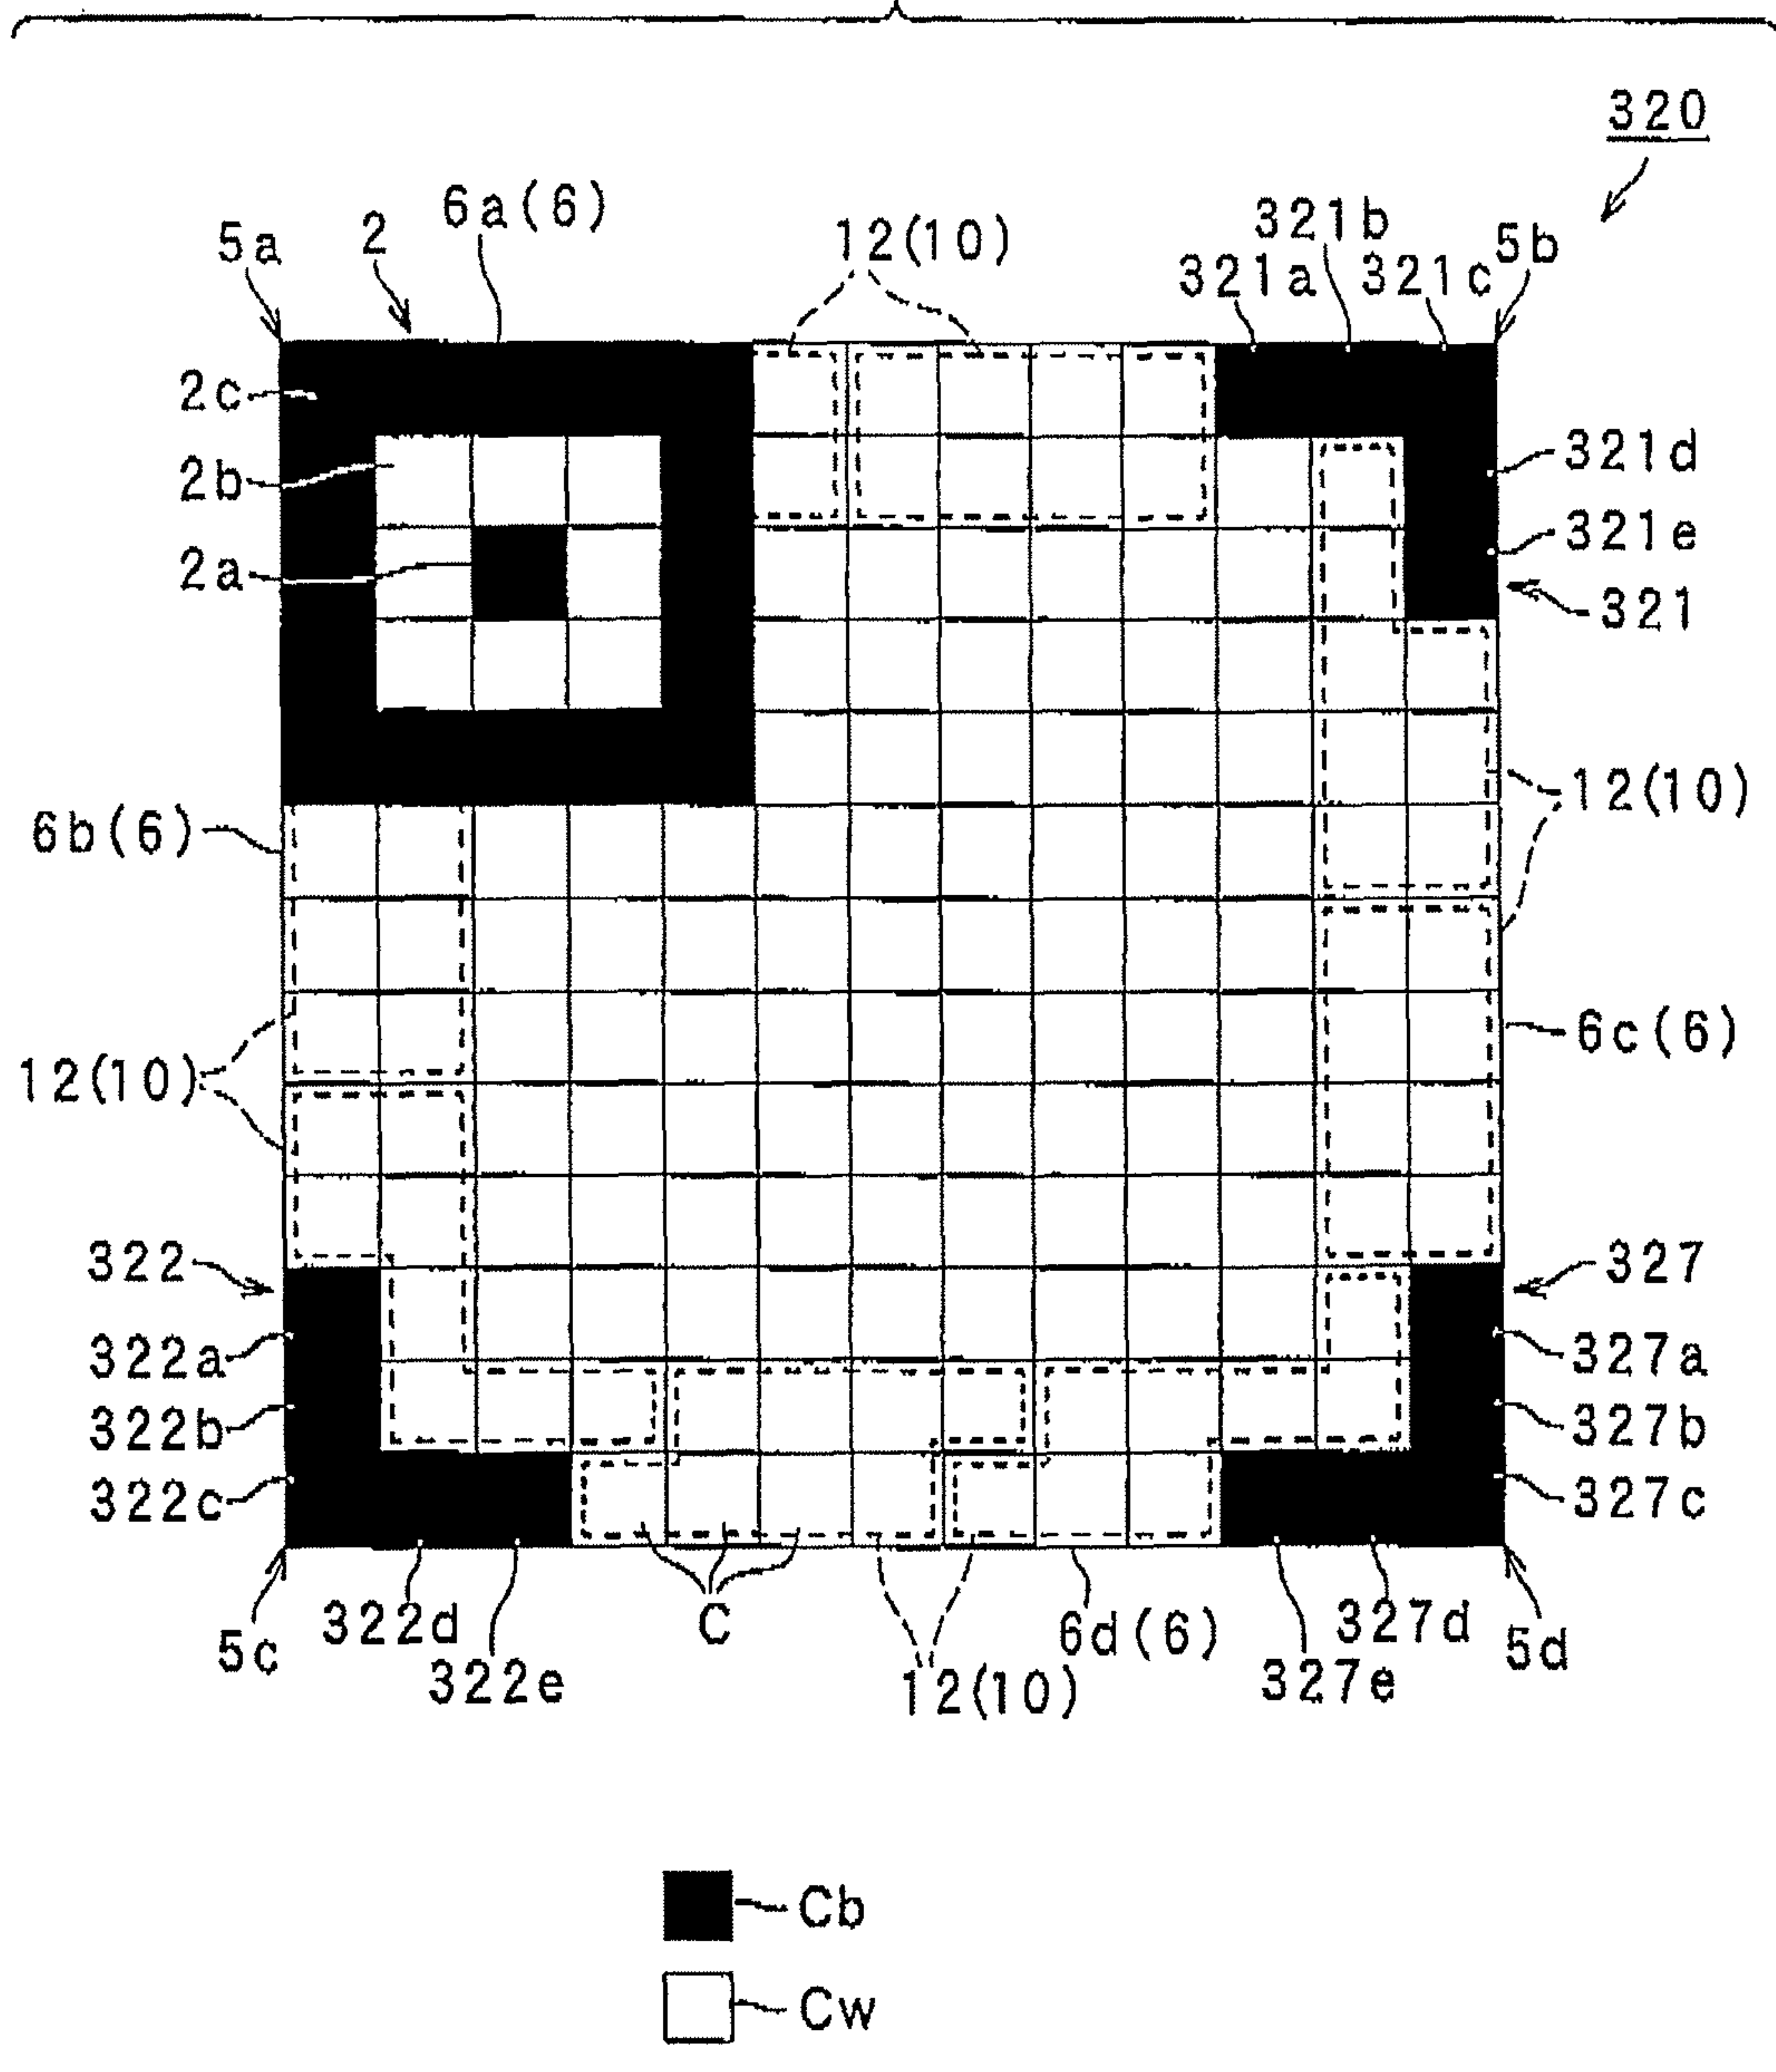 320
6a(6)
321b
5a
2
12(10)
5b
321a
321c
2c
2b
321d
2a
321e
321
6b(6)
12(10)
12(10)
6c(6)
322
327
322a
327a
322b
327b
322c
327c
322d
C
6d(6)
327d
5c
322e
12(10)
327e
5d
Cb
Cw